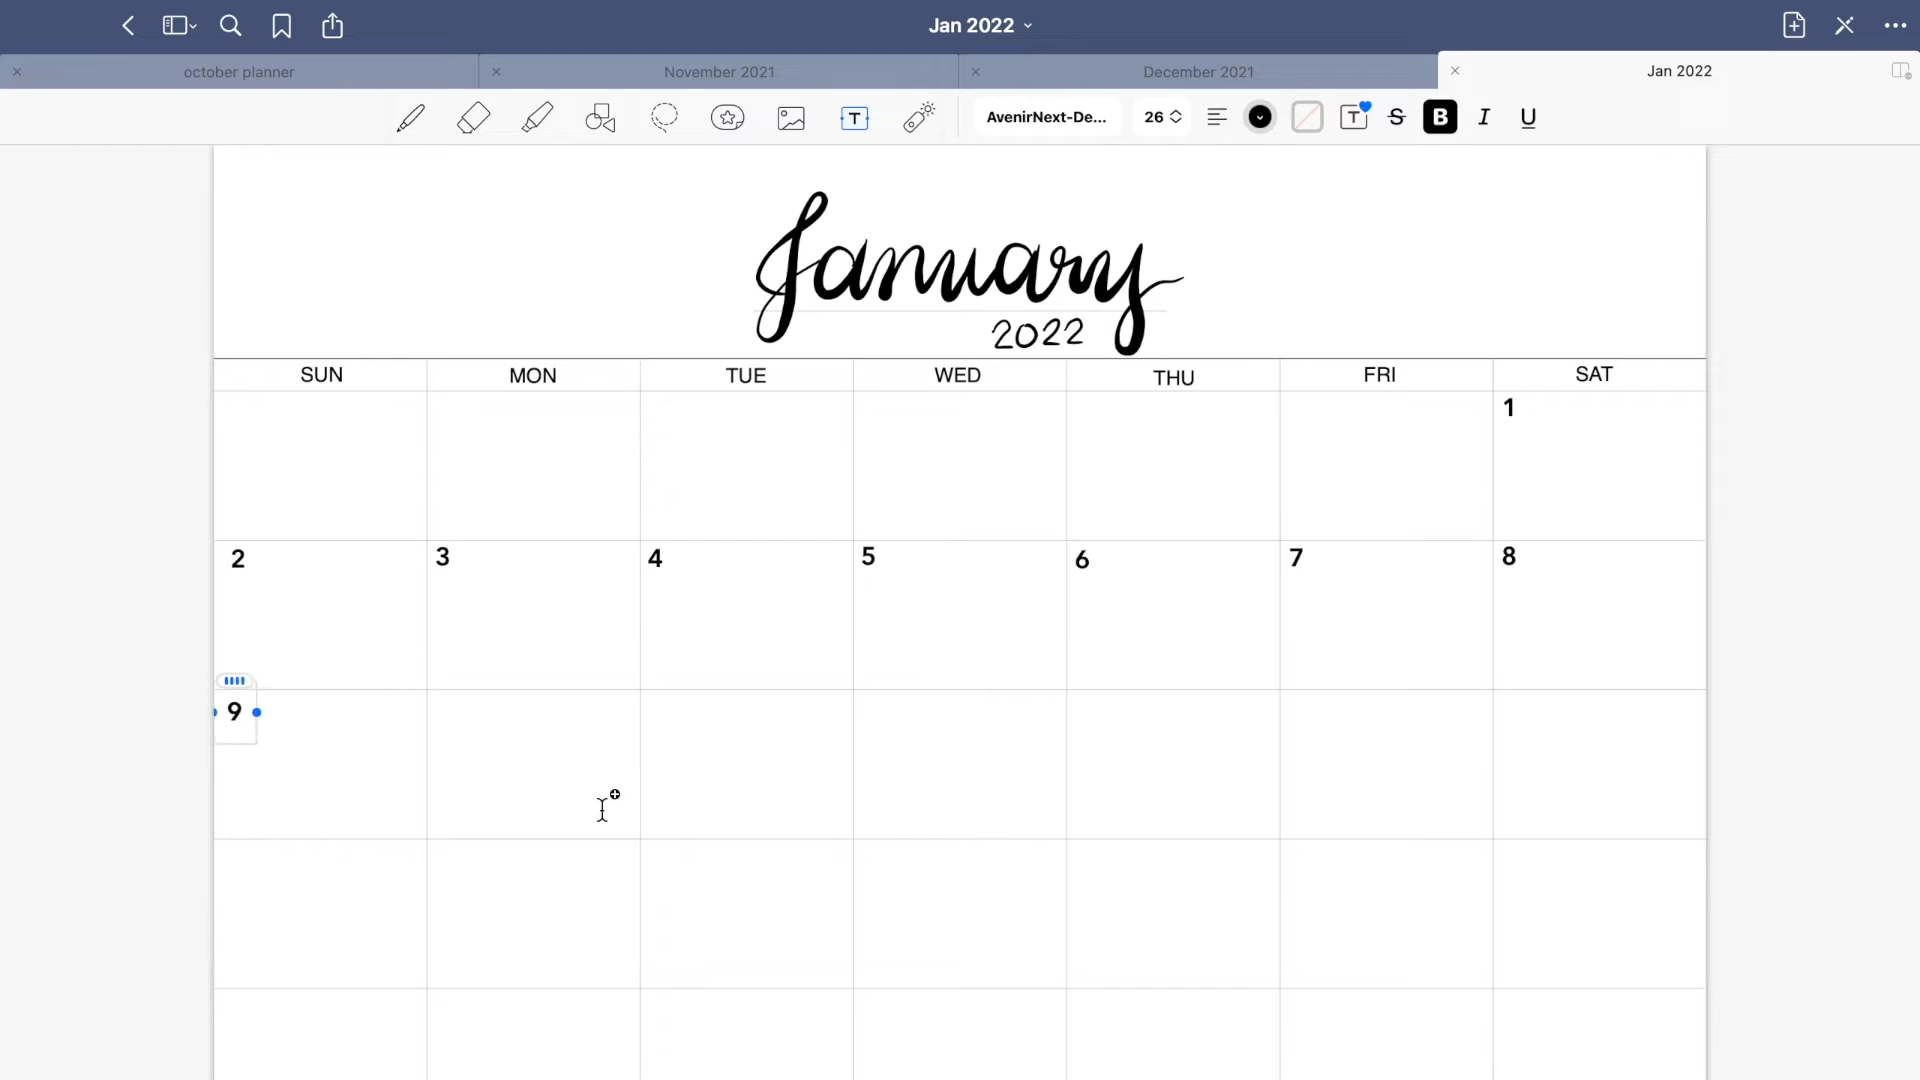 Jan 2022
october planner
November 2021
December 2021
Jan 2022
T
AvenirNext-De...
26
T
S
B
I
U
January
2022
SUN MON TUE WED THU FRI SAT
1
2 3 4 5 6 7 8
9